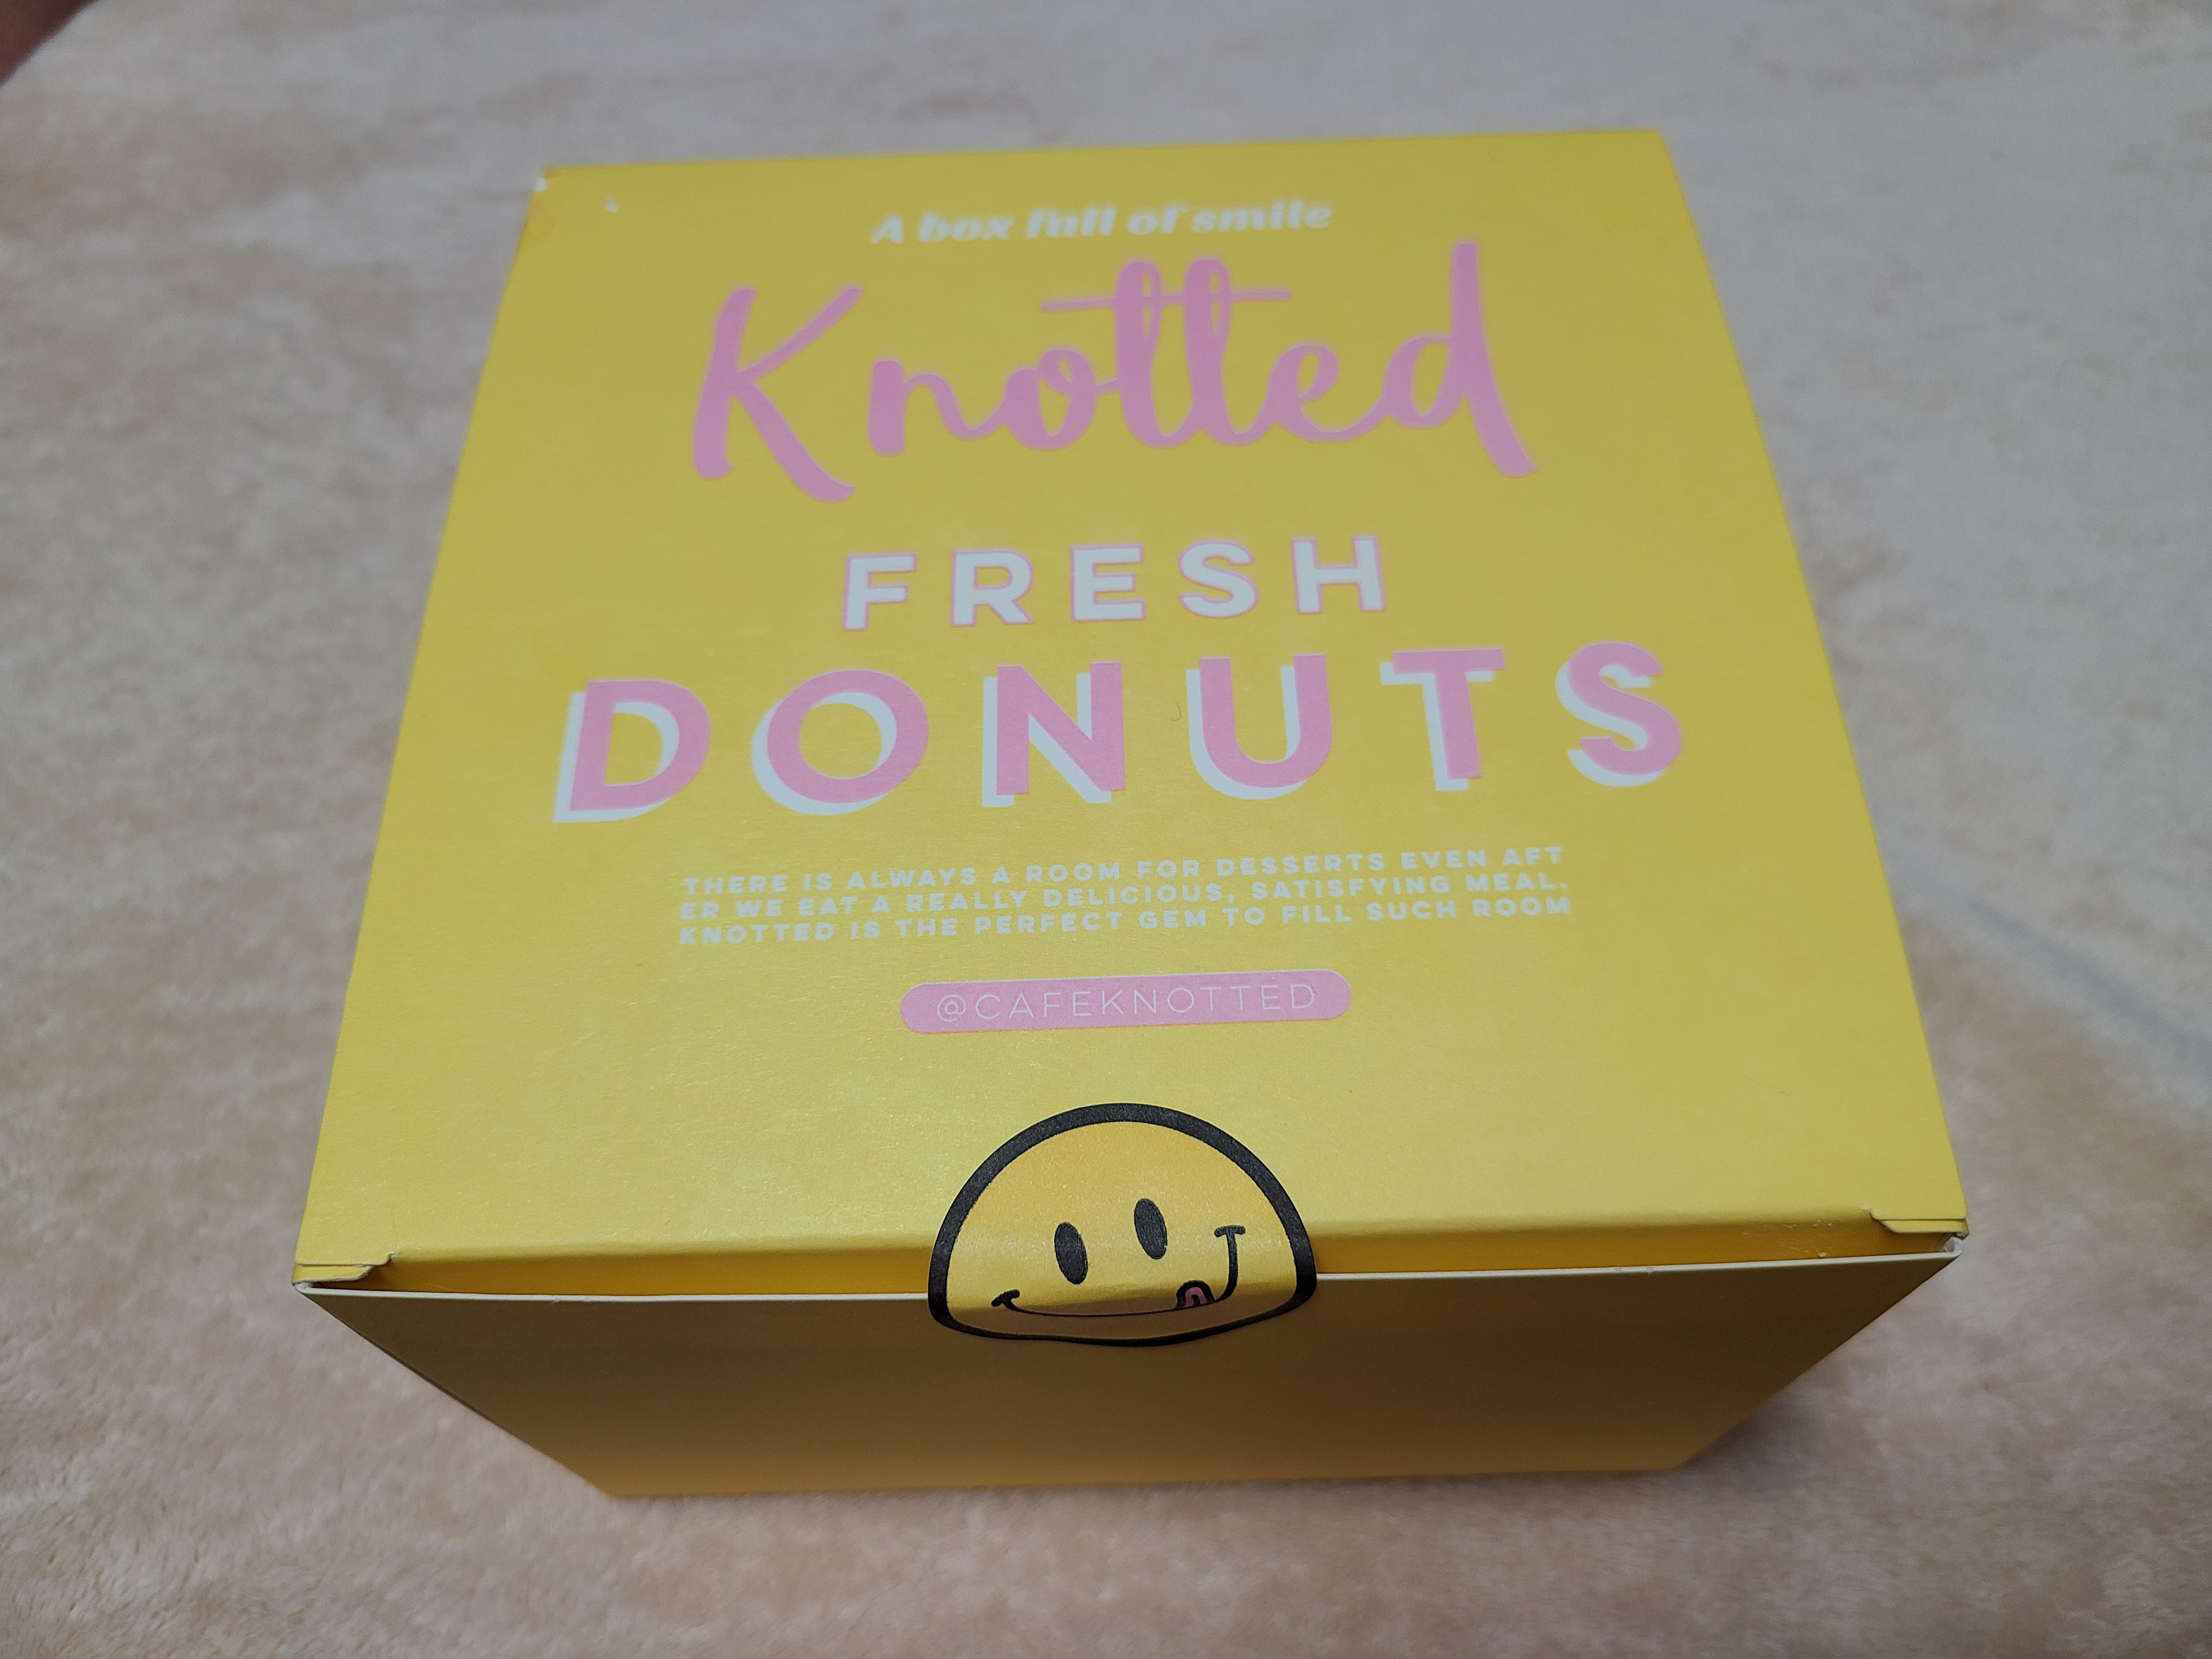 A box full of smile
Knotted
FRESH
DONUTS
THERE IS ALWAYS A ROOM FOR DESSERTS EVEN AFT
ER WE EAT A REALLY DELICIOUS, SATISFYING MEAL.
KNOTTED IS THE PERFECT GEM TO FILL SUCH ROOM
@CAFEKNOTTED